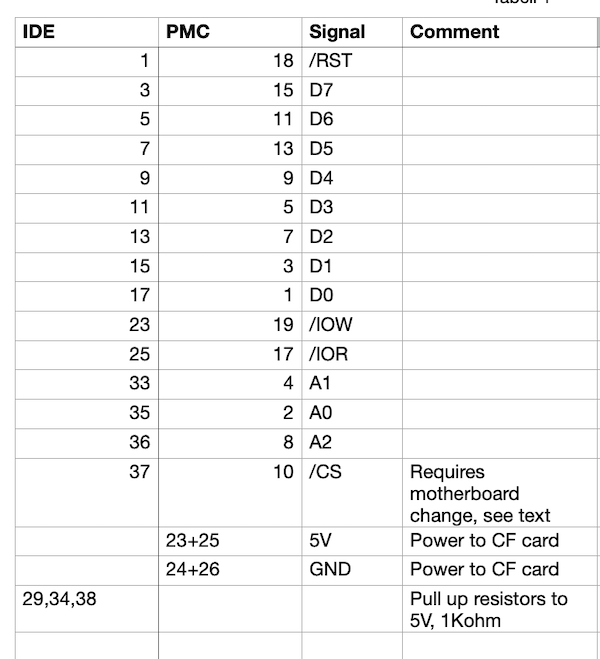 IDE PMC Signal Comment
1 18 /RST
3 15 D7
5 11 D6
7 13 D5
9 9 D4
11 5 D3
13 7 D2
15 3 D1
17 1 D0
23 19 /IOW
25 17 /IOR
33 4 A1
35 2 A0
36 8 A2
37 10 /CS Requires
motherboard
change, see text
23+25 5V Power to CF card
24+26 GND Power to CF card
29,34,38 Pull up resistors to
5V, 1Kohm